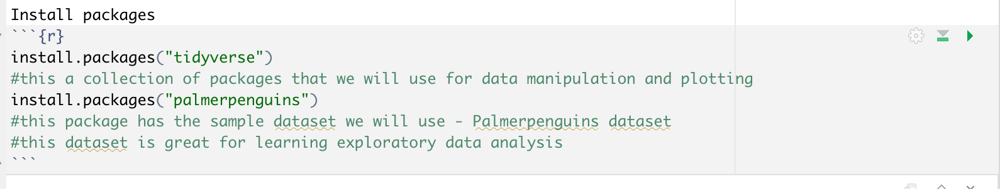 Install packages
```{r}
install.packages("tidyverse")
#this a collection of packages that we will use for data manipulation and plotting
install.packages("palmerpenguins")
#this package has the sample dataset we will use - Palmerpenguins dataset
#this dataset is great for learning exploratory data analysis
```